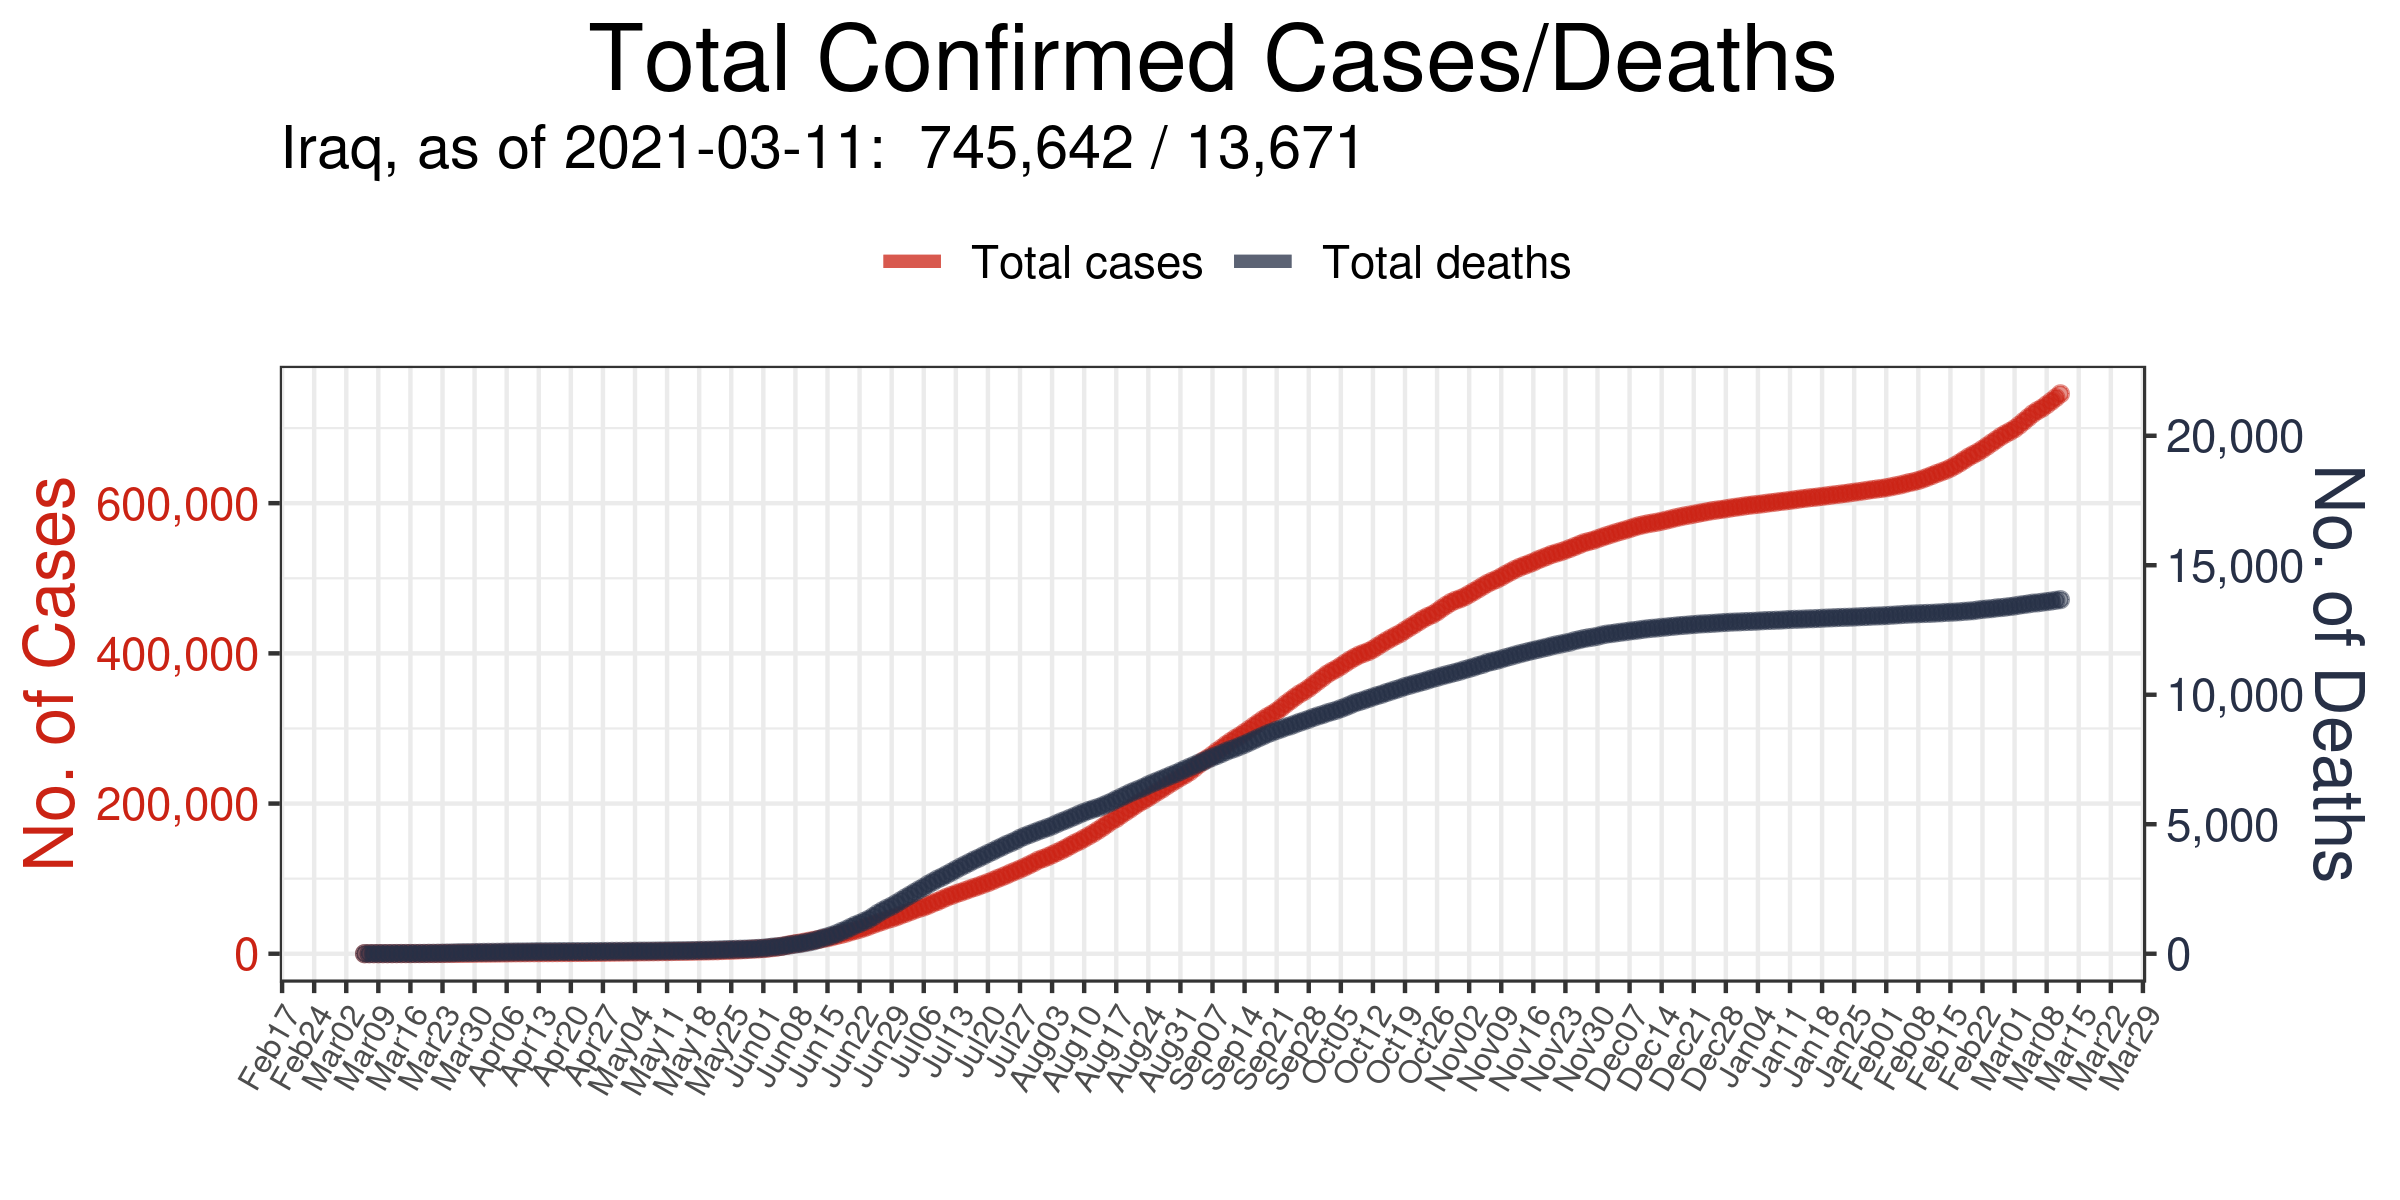 Total Confirmed Cases/Deaths
Iraq, as of 2021-03-11:  745,642 / 13,671
Total cases
Total deaths
No. of Cases
600,000
400,000
200,000
0
20,000
15,000
10,000
5,000
0
No. of Deaths
Feb17
Feb24
Mar02
Mar09
Mar16
Mar23
Mar30
Apr06
Apr13
Apr20
Apr27
May04
May11
May18
May25
Jun01
Jun08
Jun15
Jun22
Jun29
Jul06
Jul13
Jul20
Jul27
Aug03
Aug10
Aug17
Aug24
Aug31
Sep07
Sep14
Sep21
Sep28
Oct05
Oct12
Oct19
Oct26
Nov02
Nov09
Nov16
Nov23
Nov30
Dec07
Dec14
Dec21
Dec28
Jan04
Jan11
Jan18
Jan25
Feb01
Feb08
Feb15
Feb22
Mar01
Mar08
Mar15
Mar22
Mar29